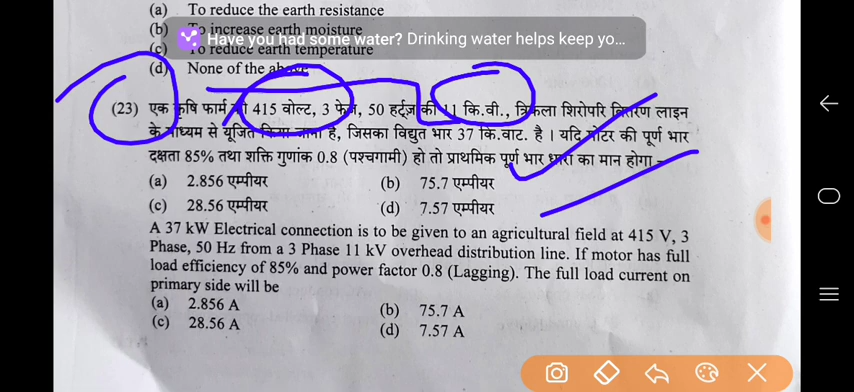 (a) To reduce the earth resistance
(b) To increase earth moisture
Have you had some water? Drinking water helps keep yo...
(c) To reduce earth temperature
(d) None of the above
(23) एक कृषि फार्म को 415 वोल्ट, 3 फेज, 50 हर्ट्ज़ की 11 कि.वी., त्रिकला शिरोपरि वितरण लाइन
के माध्यम से यूजित किया जाना है, जिसका विद्युत भार 37 कि.वाट. है । यदि मोटर की पूर्ण भार
दक्षता 85% तथा शक्ति गुणांक 0.8 (पश्चगामी) हो तो प्राथमिक पूर्ण भार धारा का मान होगा –
(a) 2.856 एम्पीयर (b) 75.7 एम्पीयर
(c) 28.56 एम्पीयर (d) 7.57 एम्पीयर
A 37 kW Electrical connection is to be given to an agricultural field at 415 V, 3
Phase, 50 Hz from a 3 Phase 11 kV overhead distribution line. If motor has full
load efficiency of 85% and power factor 0.8 (Lagging). The full load current on
primary side will be
(a) 2.856 A (b) 75.7 A
(c) 28.56 A (d) 7.57 A